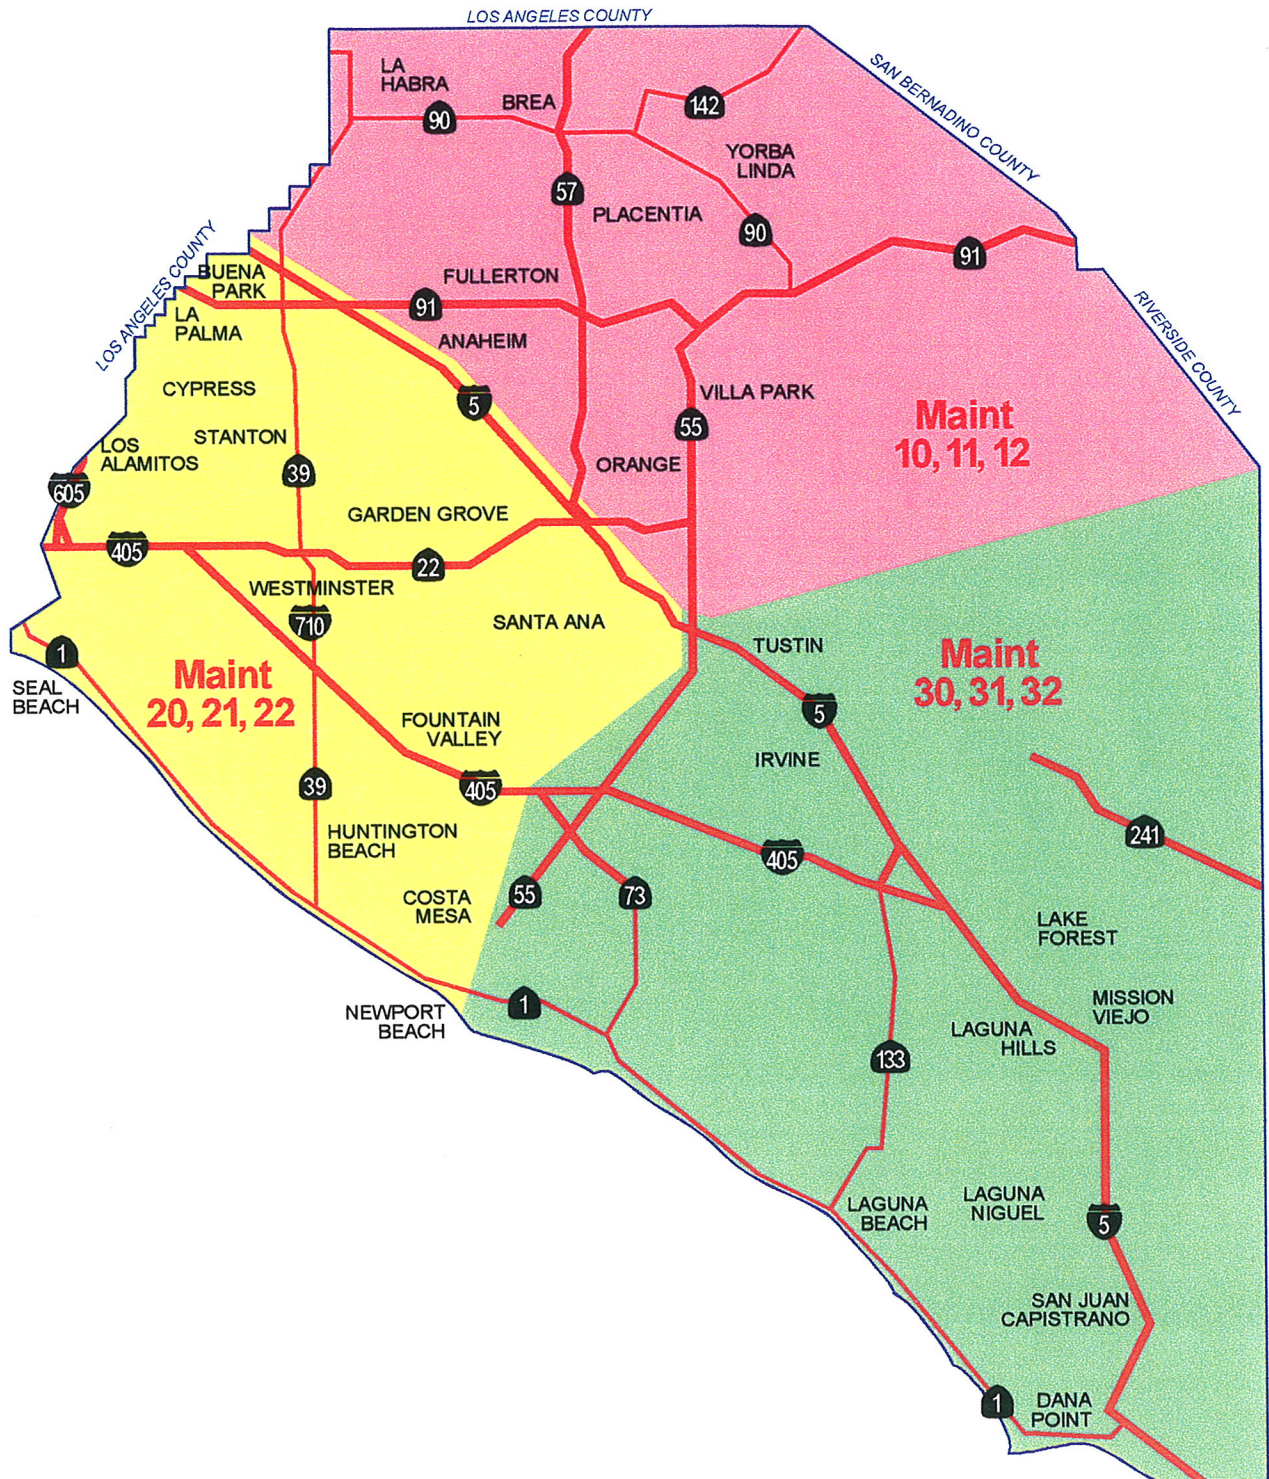 LOS ANGELES COUNTY
SAN BERNADINO COUNTY
LA
HABRA
BREA
90
142
YORBA
LINDA
57
PLACENTIA
90
91
LOS ANGELES COUNTY
RIVERSIDE COUNTY
BUENA
PARK
FULLERTON
91
LA
PALMA
ANAHEIM
CYPRESS
5
VILLA PARK
55
Maint
10, 11, 12
STANTON
LOS
ALAMITOS
39
ORANGE
605
GARDEN GROVE
405
22
WESTMINSTER
710
SANTA ANA
TUSTIN
1
Maint
20, 21, 22
Maint
30, 31, 32
SEAL
BEACH
5
FOUNTAIN
VALLEY
IRVINE
39
405
HUNTINGTON
BEACH
405
241
COSTA
MESA
55
73
LAKE
FOREST
NEWPORT
BEACH
1
MISSION
VIEJO
LAGUNA
HILLS
133
LAGUNA
BEACH
LAGUNA
NIGUEL
5
SAN JUAN
CAPISTRANO
1
DANA
POINT